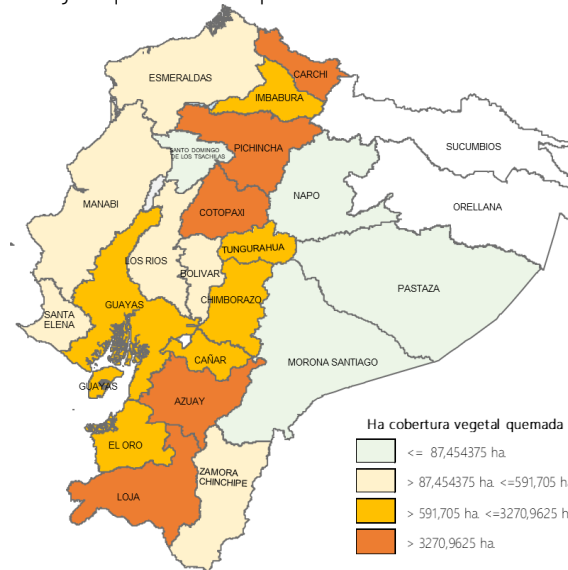 CARCHI
ESMERALDAS
IMBABURA
SUCUMBIOS
PICHINCHA
SANTO DOMINGO
DE LOS TSACHILAS
NAPO
ORELLANA
MANABI
COTOPAXI
TUNGURAHUA
LOS RIOS
BOLIVAR
PASTAZA
CHIMBORAZO
SANTA
ELENA
GUAYAS
MORONA SANTIAGO
CAÑAR
GUAYAS
AZUAY
EL ORO
ZAMORA
CHINCHIPE
LOJA
Ha cobertura vegetal quemada
<= 87,454375 ha.
> 87,454375 ha. <=591,705 ha
> 591,705 ha. <=3270,9625 ha
> 3270,9625 ha.